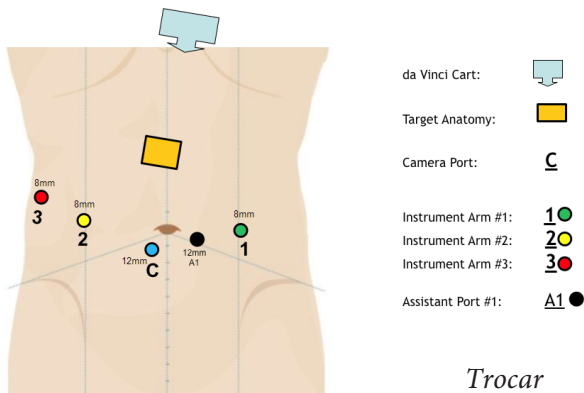 da Vinci Cart:
Target Anatomy:
Camera Port: C
8mm
3
8mm
2
8mm
1
12mm
C
12mm
A1
Instrument Arm #1: 1
Instrument Arm #2: 2
Instrument Arm #3: 3
Assistant Port #1: A1
Trocar